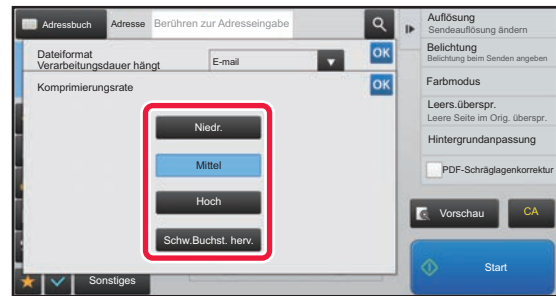 Adressbuch
Adresse
Berühren zur Adresseingabe
Dateiformat
Verarbeitungsdauer hängt
E-mail
OK
Komprimierungsrate
OK
Niedr.
Mittel
Hoch
Schw.Buchst. herv.
Sonstiges
Auflösung
Sendeauflösung ändern
Belichtung
Belichtung beim Senden angeben
Farbmodus
Leers.überspr.
Leere Seite im Orig. überspr.
Hintergrundanpassung
PDF-Schräglagenkorrektur
Vorschau
CA
Start